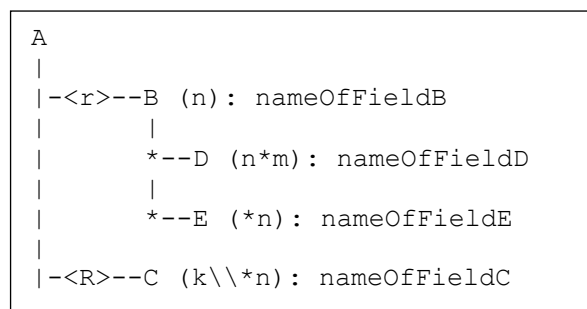 A
|
|-<r>--B (n): nameOfFieldB
|       |
|       *--D (n*m): nameOfFieldD
|       |
|       *--E (*n): nameOfFieldE
|
|-<R>--C (k\\*n): nameOfFieldC